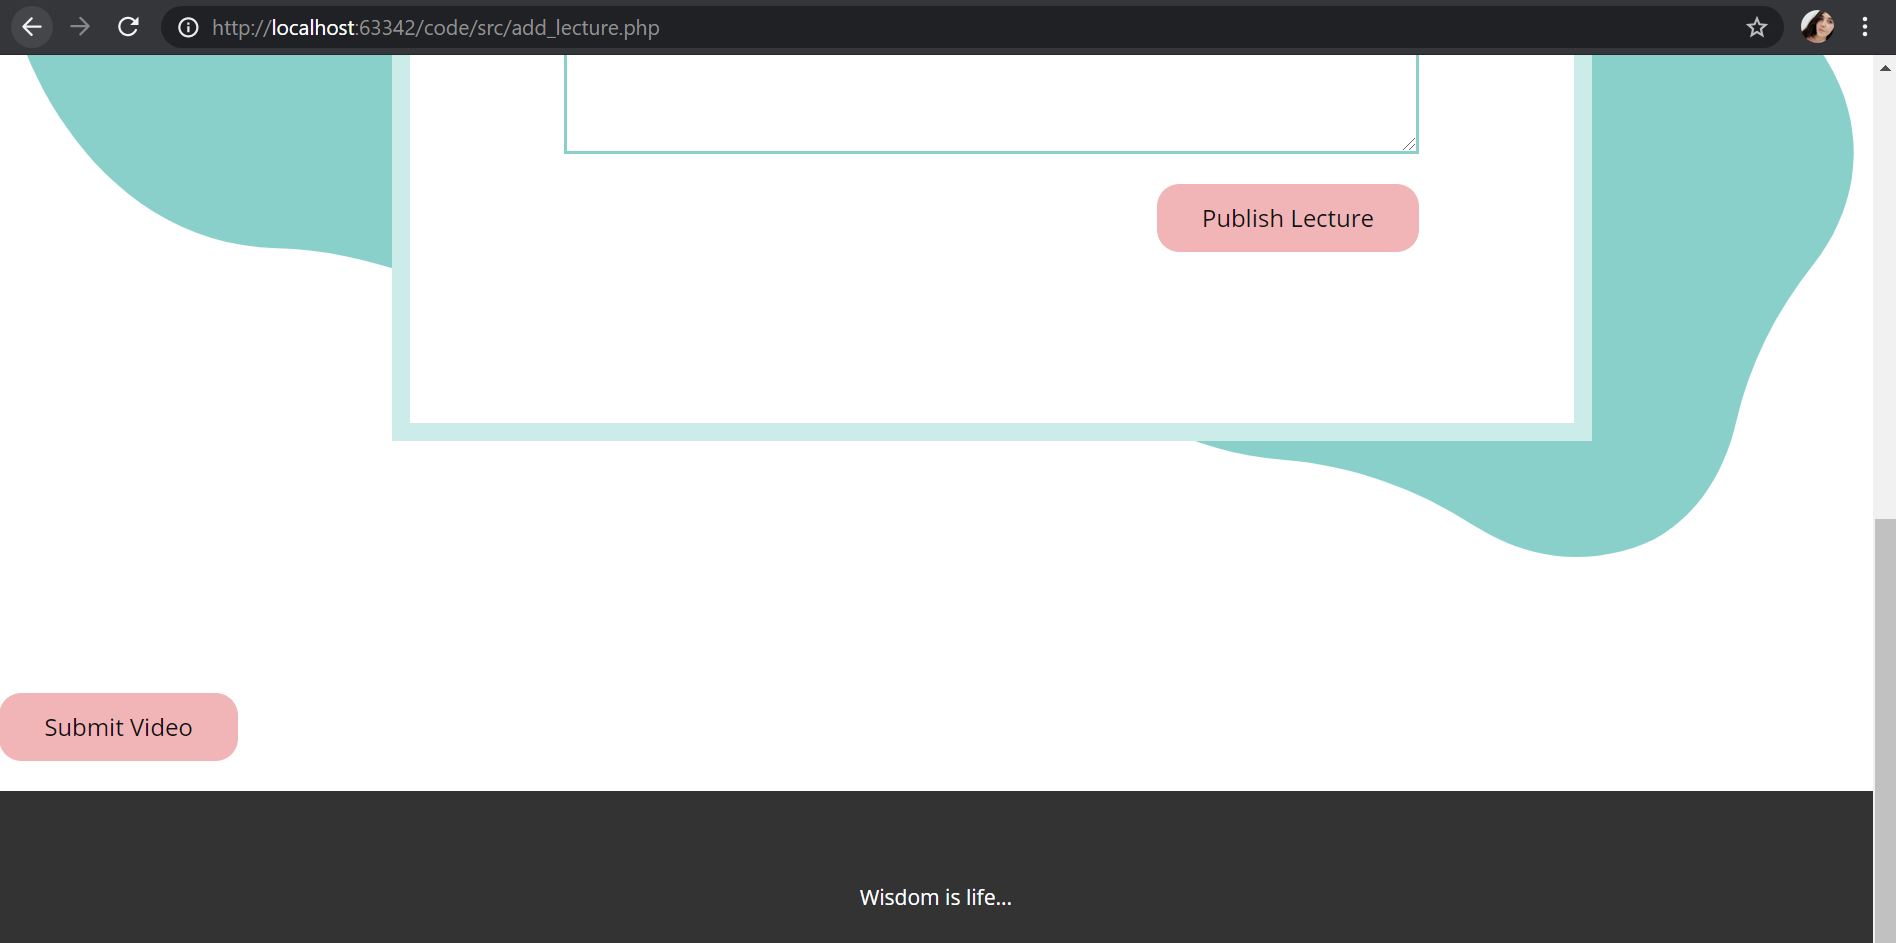 http://localhost:63342/code/src/add_lecture.php
Publish Lecture
Submit Video
Wisdom is life...